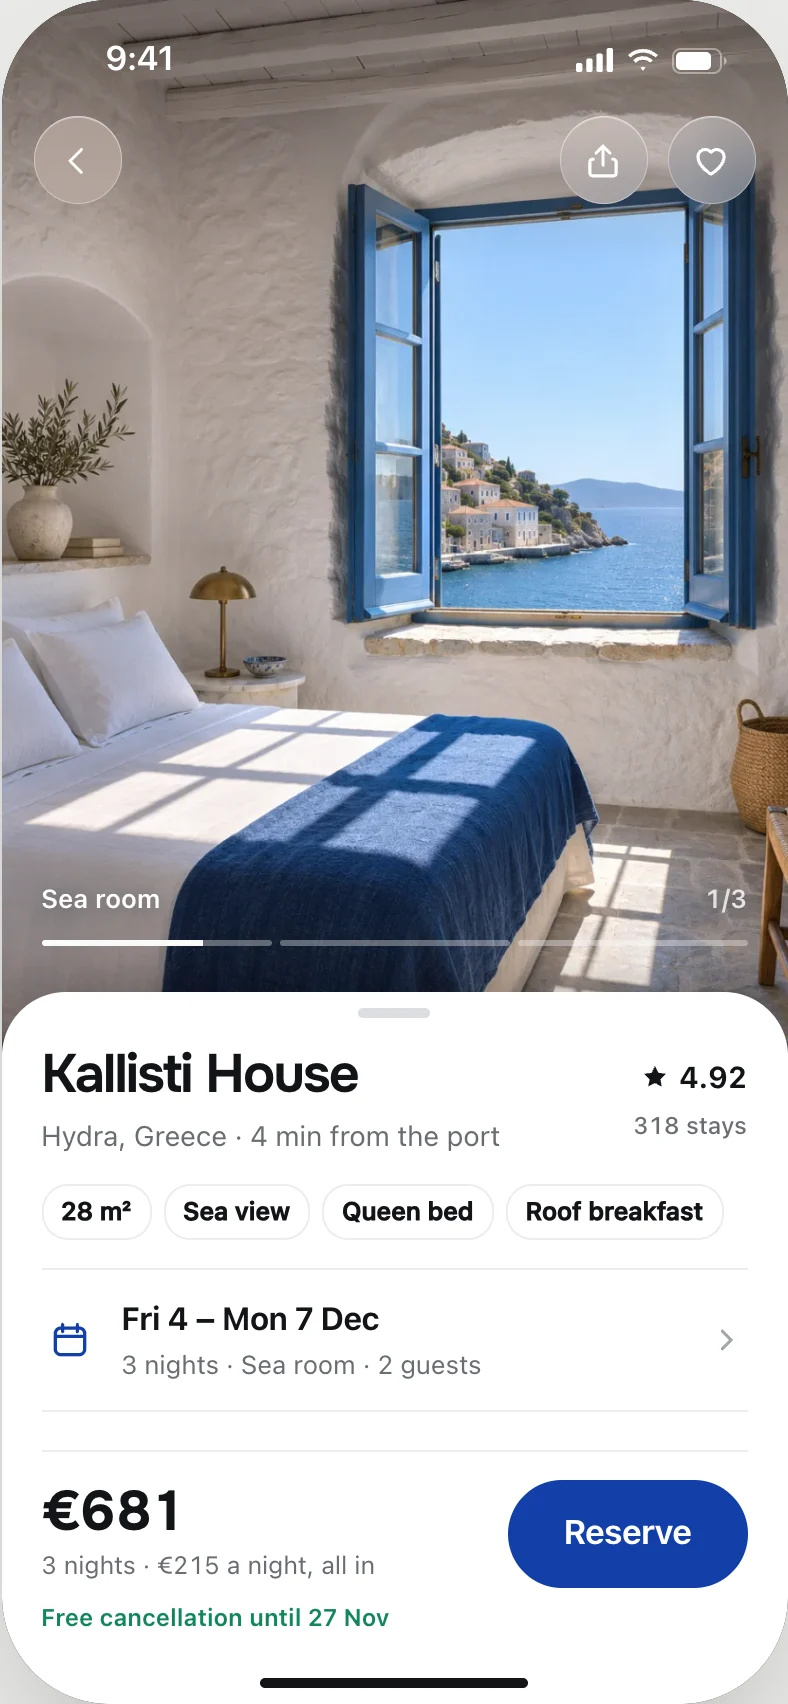 9:41
Sea room
1/3
Kallisti House
★ 4.92
Hydra, Greece · 4 min from the port
318 stays
28 m²
Sea view
Queen bed
Roof breakfast
Fri 4 – Mon 7 Dec
3 nights · Sea room · 2 guests
€681
3 nights · €215 a night, all in
Free cancellation until 27 Nov
Reserve